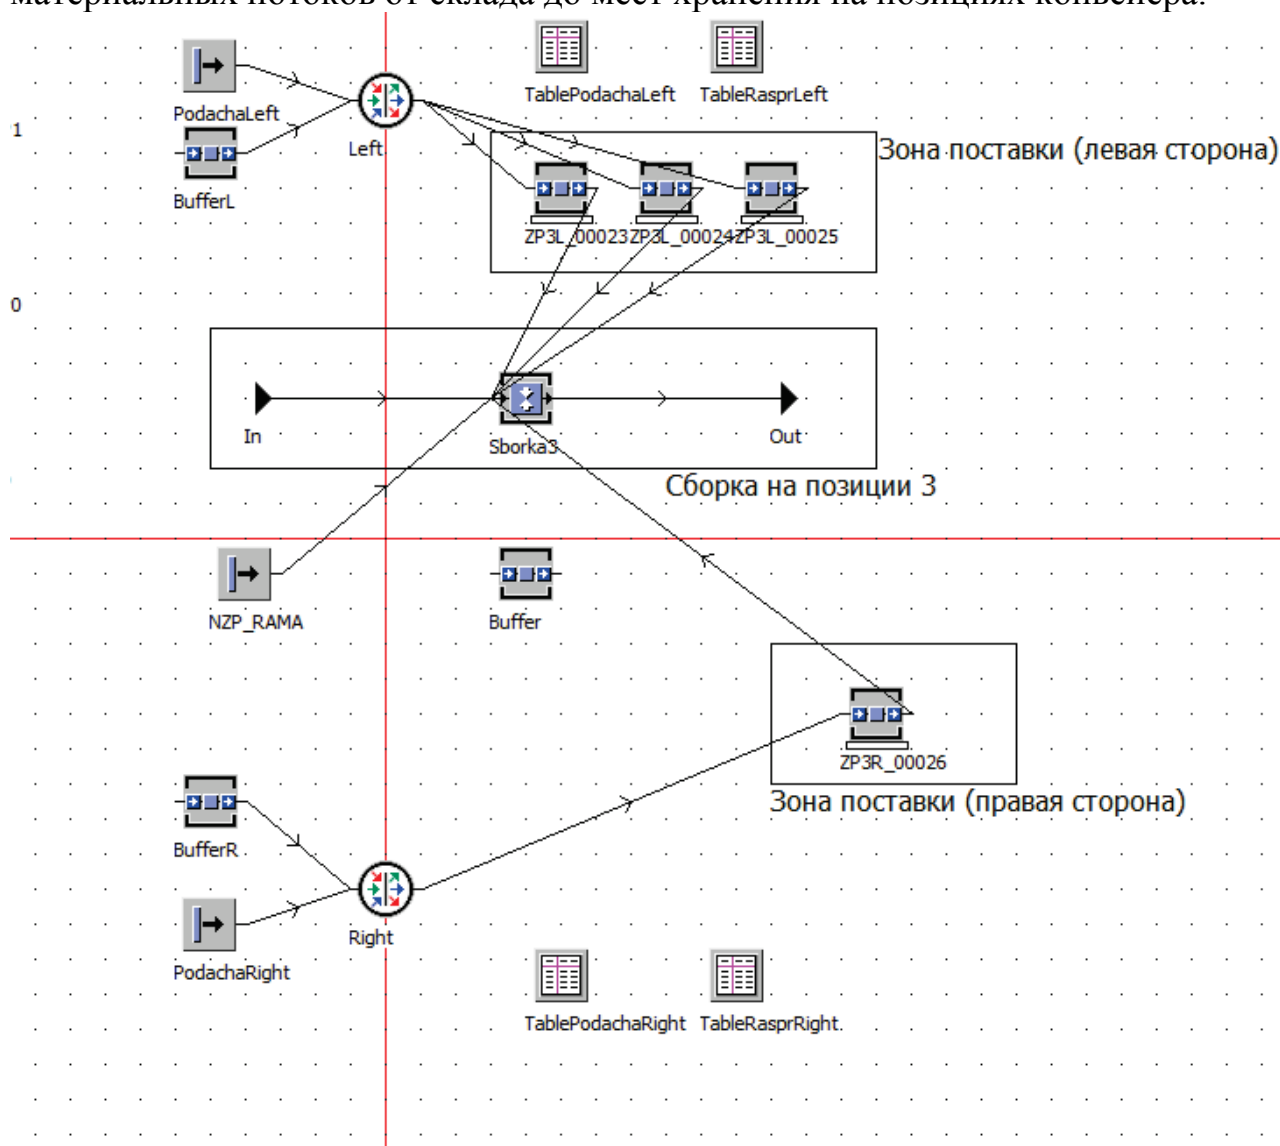 материальных потоков от склада до мест хранения на позициях конвейера.
TablePodachaLeft
TableRasprLeft
PodachaLeft
1
Left
Зона поставки (левая сторона)
BufferL
ZP3L_00023
ZP3L_00024
ZP3L_00025
0
In
Sborka3
Out
Сборка на позиции 3
NZP_RAMA
Buffer
ZP3R_00026
Зона поставки (правая сторона)
BufferR
Right
PodachaRight
TablePodachaRight
TableRasprRight